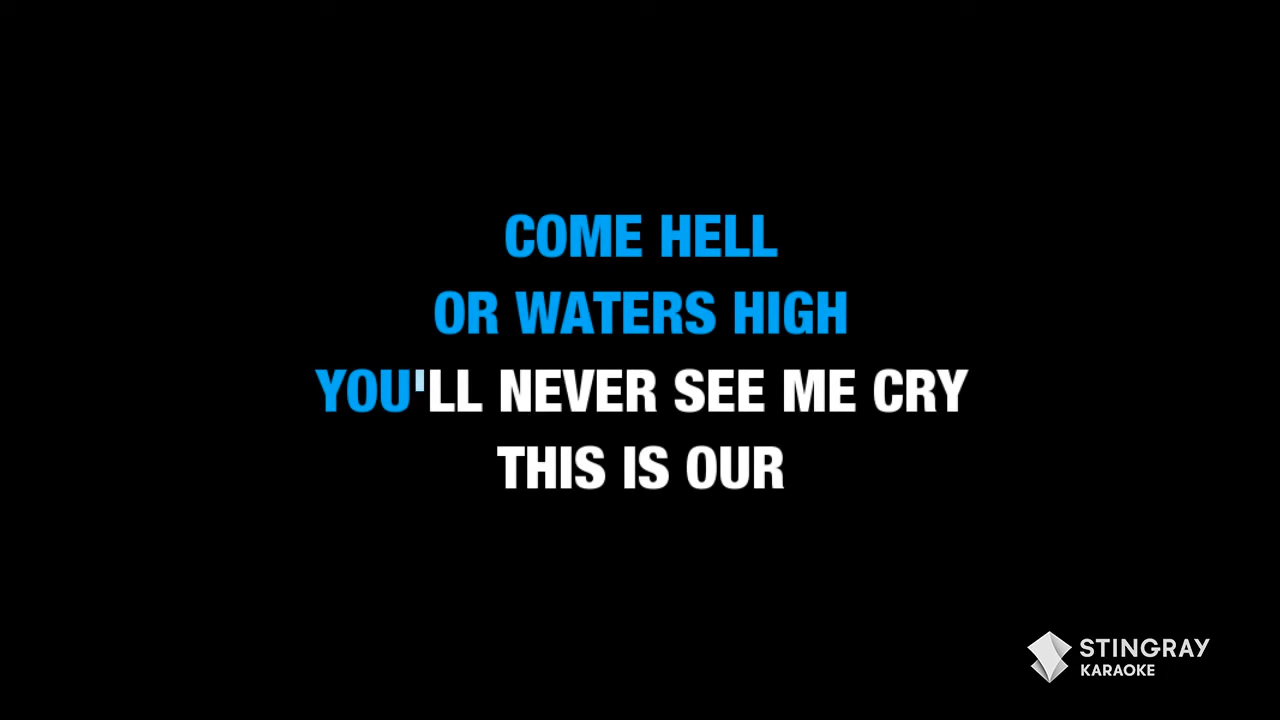 COME HELL
OR WATERS HIGH
YOU'LL NEVER SEE ME CRY
THIS IS OUR
STINGRAY
KARAOKE